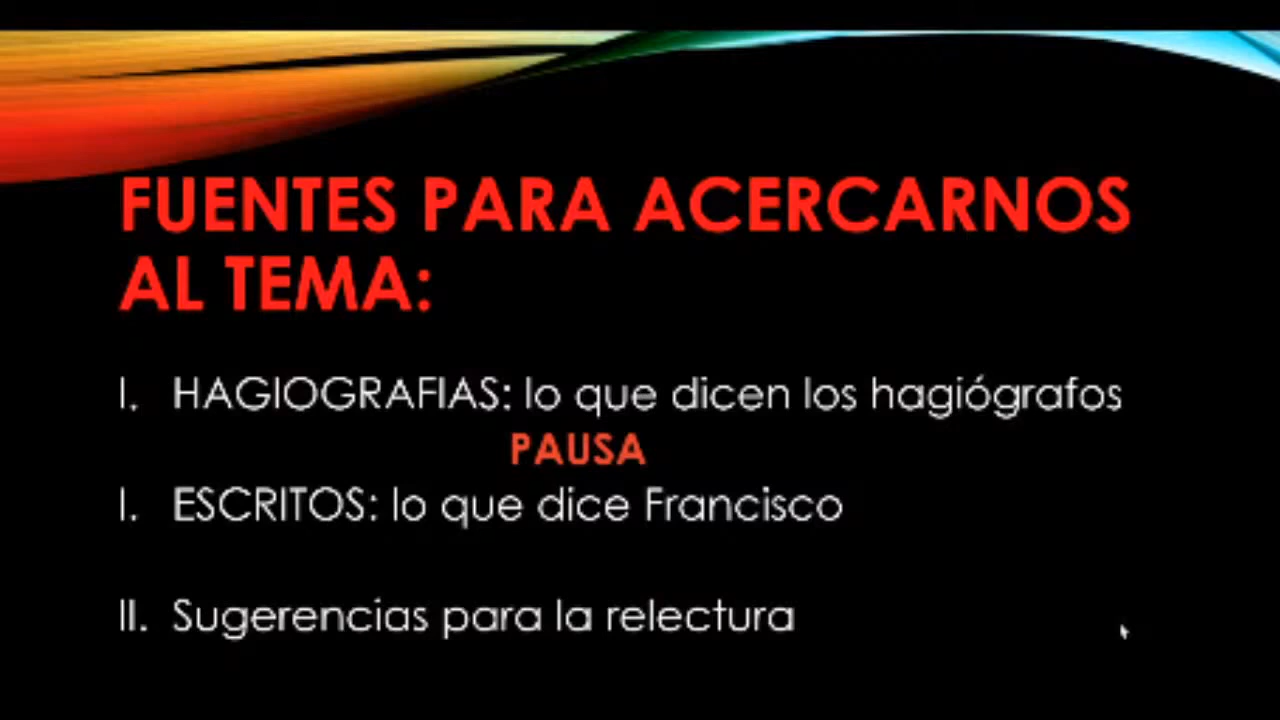 FUENTES PARA ACERCARNOS
AL TEMA:
I. HAGIOGRAFIAS: lo que dicen los hagiógrafos
PAUSA
I. ESCRITOS: lo que dice Francisco
II. Sugerencias para la relectura